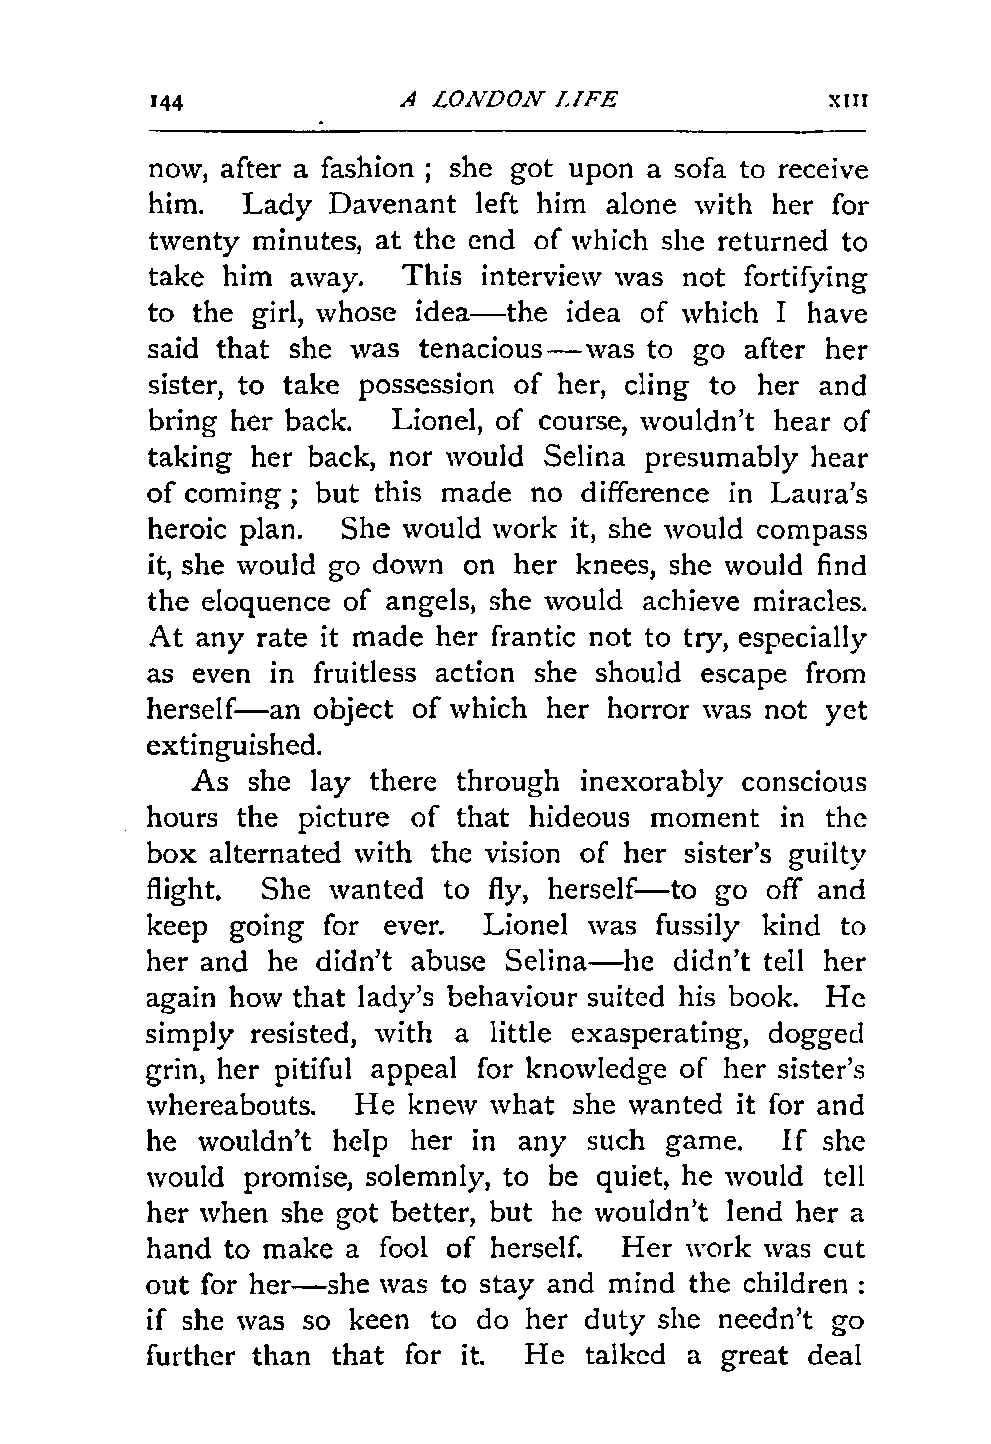 144 A LONDON LIFE XIII
now, after a fashion ; she got upon a sofa to receive
him. Lady Davenant left him alone with her for
twenty minutes, at the end of which she returned to
take him away. This interview was not fortifying
to the girl, whose idea—the idea of which I have
said that she was tenacious—was to go after her
sister, to take possession of her, cling to her and
bring her back. Lionel, of course, wouldn't hear of
taking her back, nor would Selina presumably hear
of coming ; but this made no difference in Laura's
heroic plan. She would work it, she would compass
it, she would go down on her knees, she would find
the eloquence of angels, she would achieve miracles.
At any rate it made her frantic not to try, especially
as even in fruitless action she should escape from
herself—an object of which her horror was not yet
extinguished.
As she lay there through inexorably conscious
hours the picture of that hideous moment in the
box alternated with the vision of her sister's guilty
flight. She wanted to fly, herself—to go off and
keep going for ever. Lionel was fussily kind to
her and he didn't abuse Selina—he didn't tell her
again how that lady's behaviour suited his book. He
simply resisted, with a little exasperating, dogged
grin, her pitiful appeal for knowledge of her sister's
whereabouts. He knew what she wanted it for and
he wouldn't help her in any such game. If she
would promise, solemnly, to be quiet, he would tell
her when she got better, but he wouldn't lend her a
hand to make a fool of herself. Her work was cut
out for her—she was to stay and mind the children :
if she was so keen to do her duty she needn't go
further than that for it. He talked a great deal